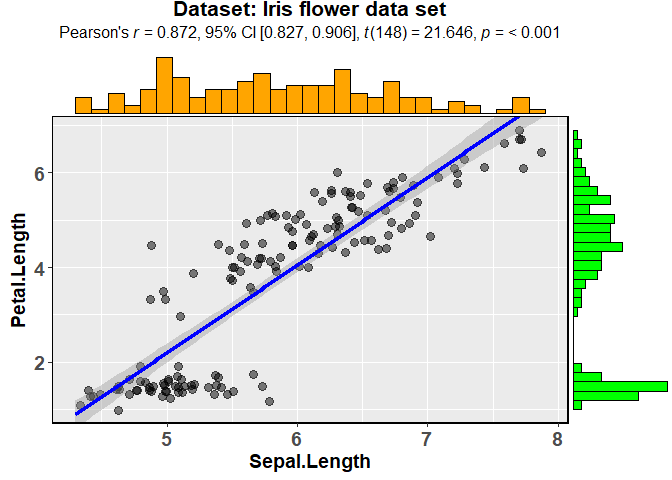 Dataset: Iris flower data set
Pearson's r = 0.872, 95% CI [0.827, 0.906], t(148) = 21.646, p = < 0.001
6
4
2
Petal.Length
5
6
7
8
Sepal.Length